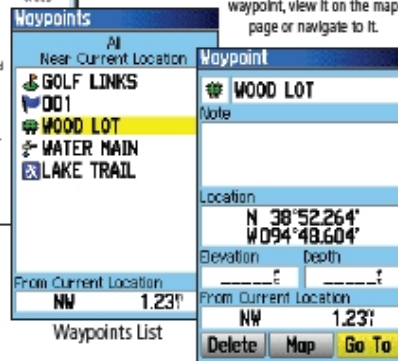 waypoint, view it on the map
page or navigate to it.
Waypoints
All
Near Current Location
GOLF LINKS
001
WOOD LOT
WATER MAIN
LAKE TRAIL
From Current Location
NW 1.23
Waypoints List
Waypoint
WOOD LOT
Note
Location
N 38°52.264'
W094°48.604'
Elevation Depth
From Current Location
NW 1.23
Delete Map Go To